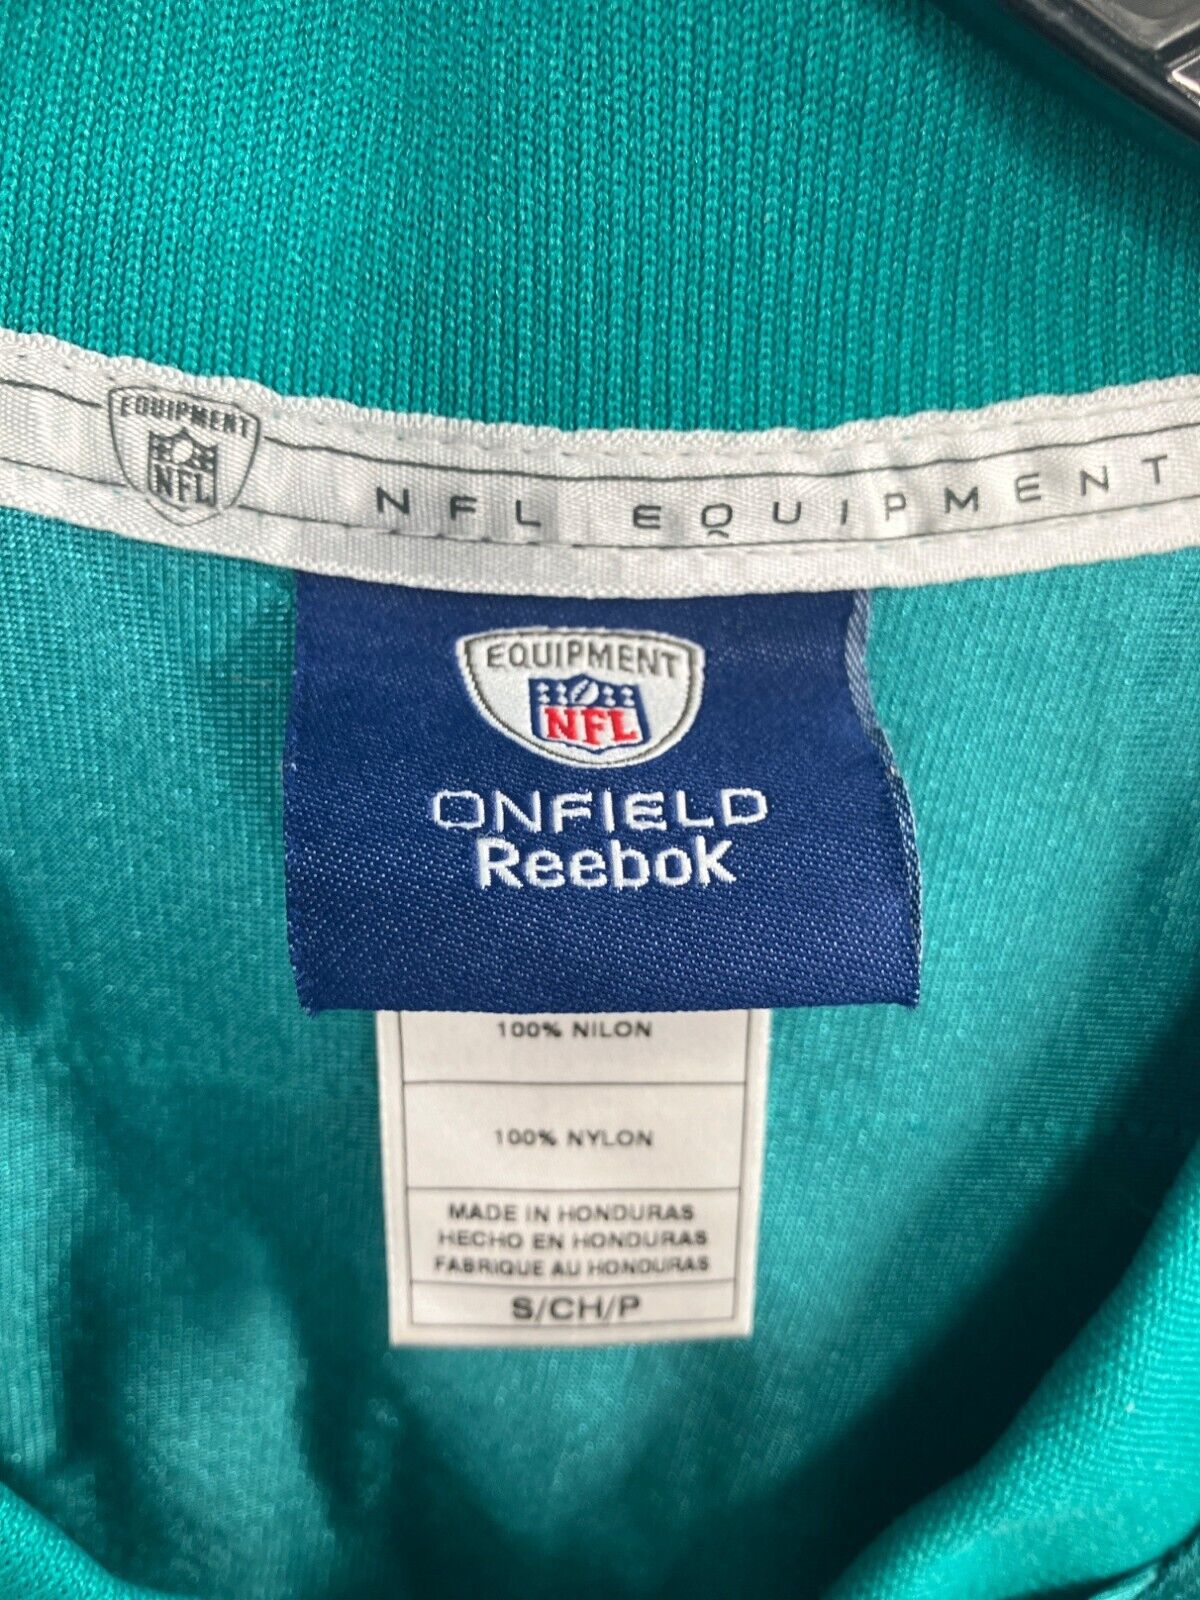 EQUIPMENT
NFL
NFL EQUIPMENT
EQUIPMENT
NFL
ONFIELD
Reebok
100% NILON
100% NYLON
MADE IN HONDURAS
HECHO EN HONDURAS
FABRIQUE AU HONDURAS
S/CH/P